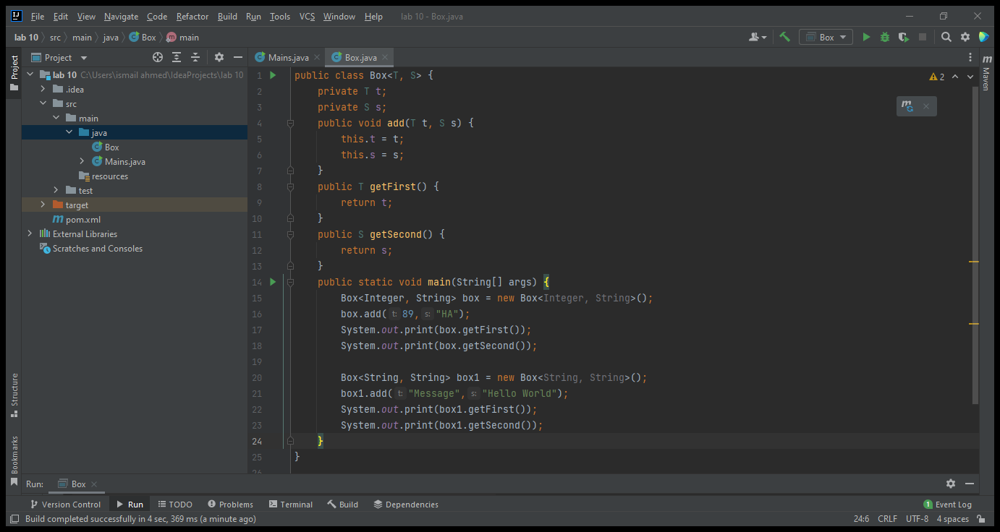 File Edit View Navigate Code Refactor Build Run Tools VCS Window Help lab 10 - Box.java
lab 10 src main java Box main Box
Project Mains.java Box.java
Project
lab 10 C:\Users\ismail ahmed\IdeaProjects\lab 10
.idea
src
main
java
Box
Mains.java
resources
test
target
pom.xml
External Libraries
Scratches and Consoles
Structure
Bookmarks
1 public class Box<T, S> {
2 private T t;
3 private S s;
4 public void add(T t, S s) {
5 this.t = t;
6 this.s = s;
7 }
8 public T getFirst() {
9 return t;
10 }
11 public S getSecond() {
12 return s;
13 }
14 public static void main(String[] args) {
15 Box<Integer, String> box = new Box<Integer, String>();
16 box.add( t: 89, s: "HA");
17 System.out.print(box.getFirst());
18 System.out.print(box.getSecond());
19
20 Box<String, String> box1 = new Box<String, String>();
21 box1.add( t: "Message", s: "Hello World");
22 System.out.print(box1.getFirst());
23 System.out.print(box1.getSecond());
24 }
25 }
26
2
m
Maven
Run: Box
Version Control Run TODO Problems Terminal Build Dependencies 1 Event Log
Build completed successfully in 4 sec, 369 ms (a minute ago) 24:6 CRLF UTF-8 4 spaces